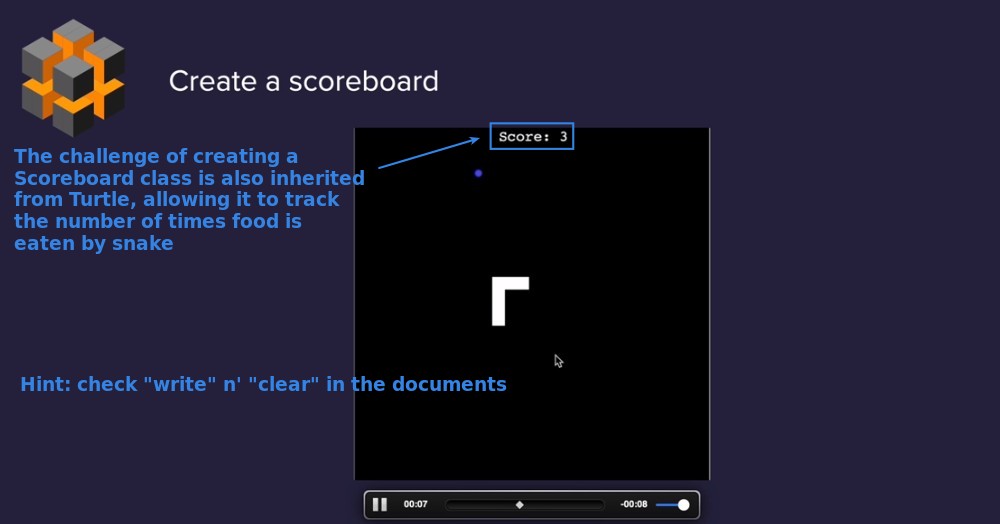 Create a scoreboard
Score: 3
The challenge of creating a
Scoreboard class is also inherited
from Turtle, allowing it to track
the number of times food is
eaten by snake
Hint: check "write" n' "clear" in the documents
00:07
-00:08